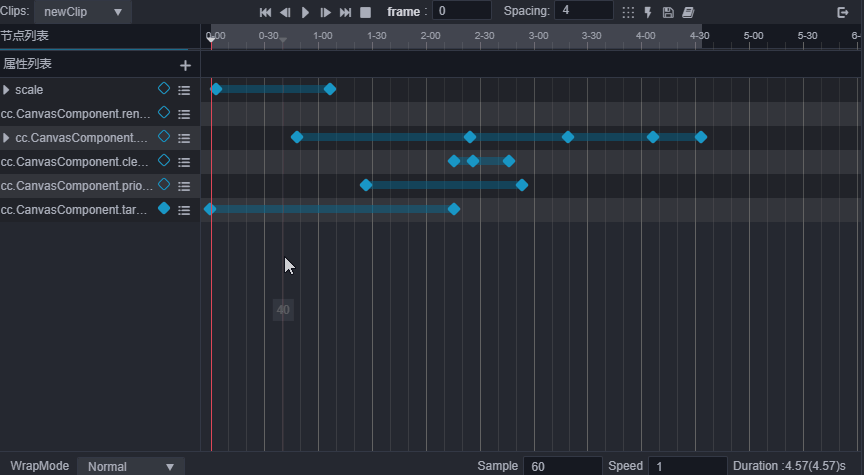 Clips: newClip frame : 0 Spacing: 4
节点列表 0-00 0-30 1-00 1-30 2-00 2-30 3-00 3-30 4-00 4-30 5-00 5-30 6-
属性列表 +
scale
cc.CanvasComponent.ren...
cc.CanvasComponent....
cc.CanvasComponent.cle...
cc.CanvasComponent.prio...
cc.CanvasComponent.tar...
40
WrapMode Normal Sample 60 Speed 1 Duration :4.57(4.57)s